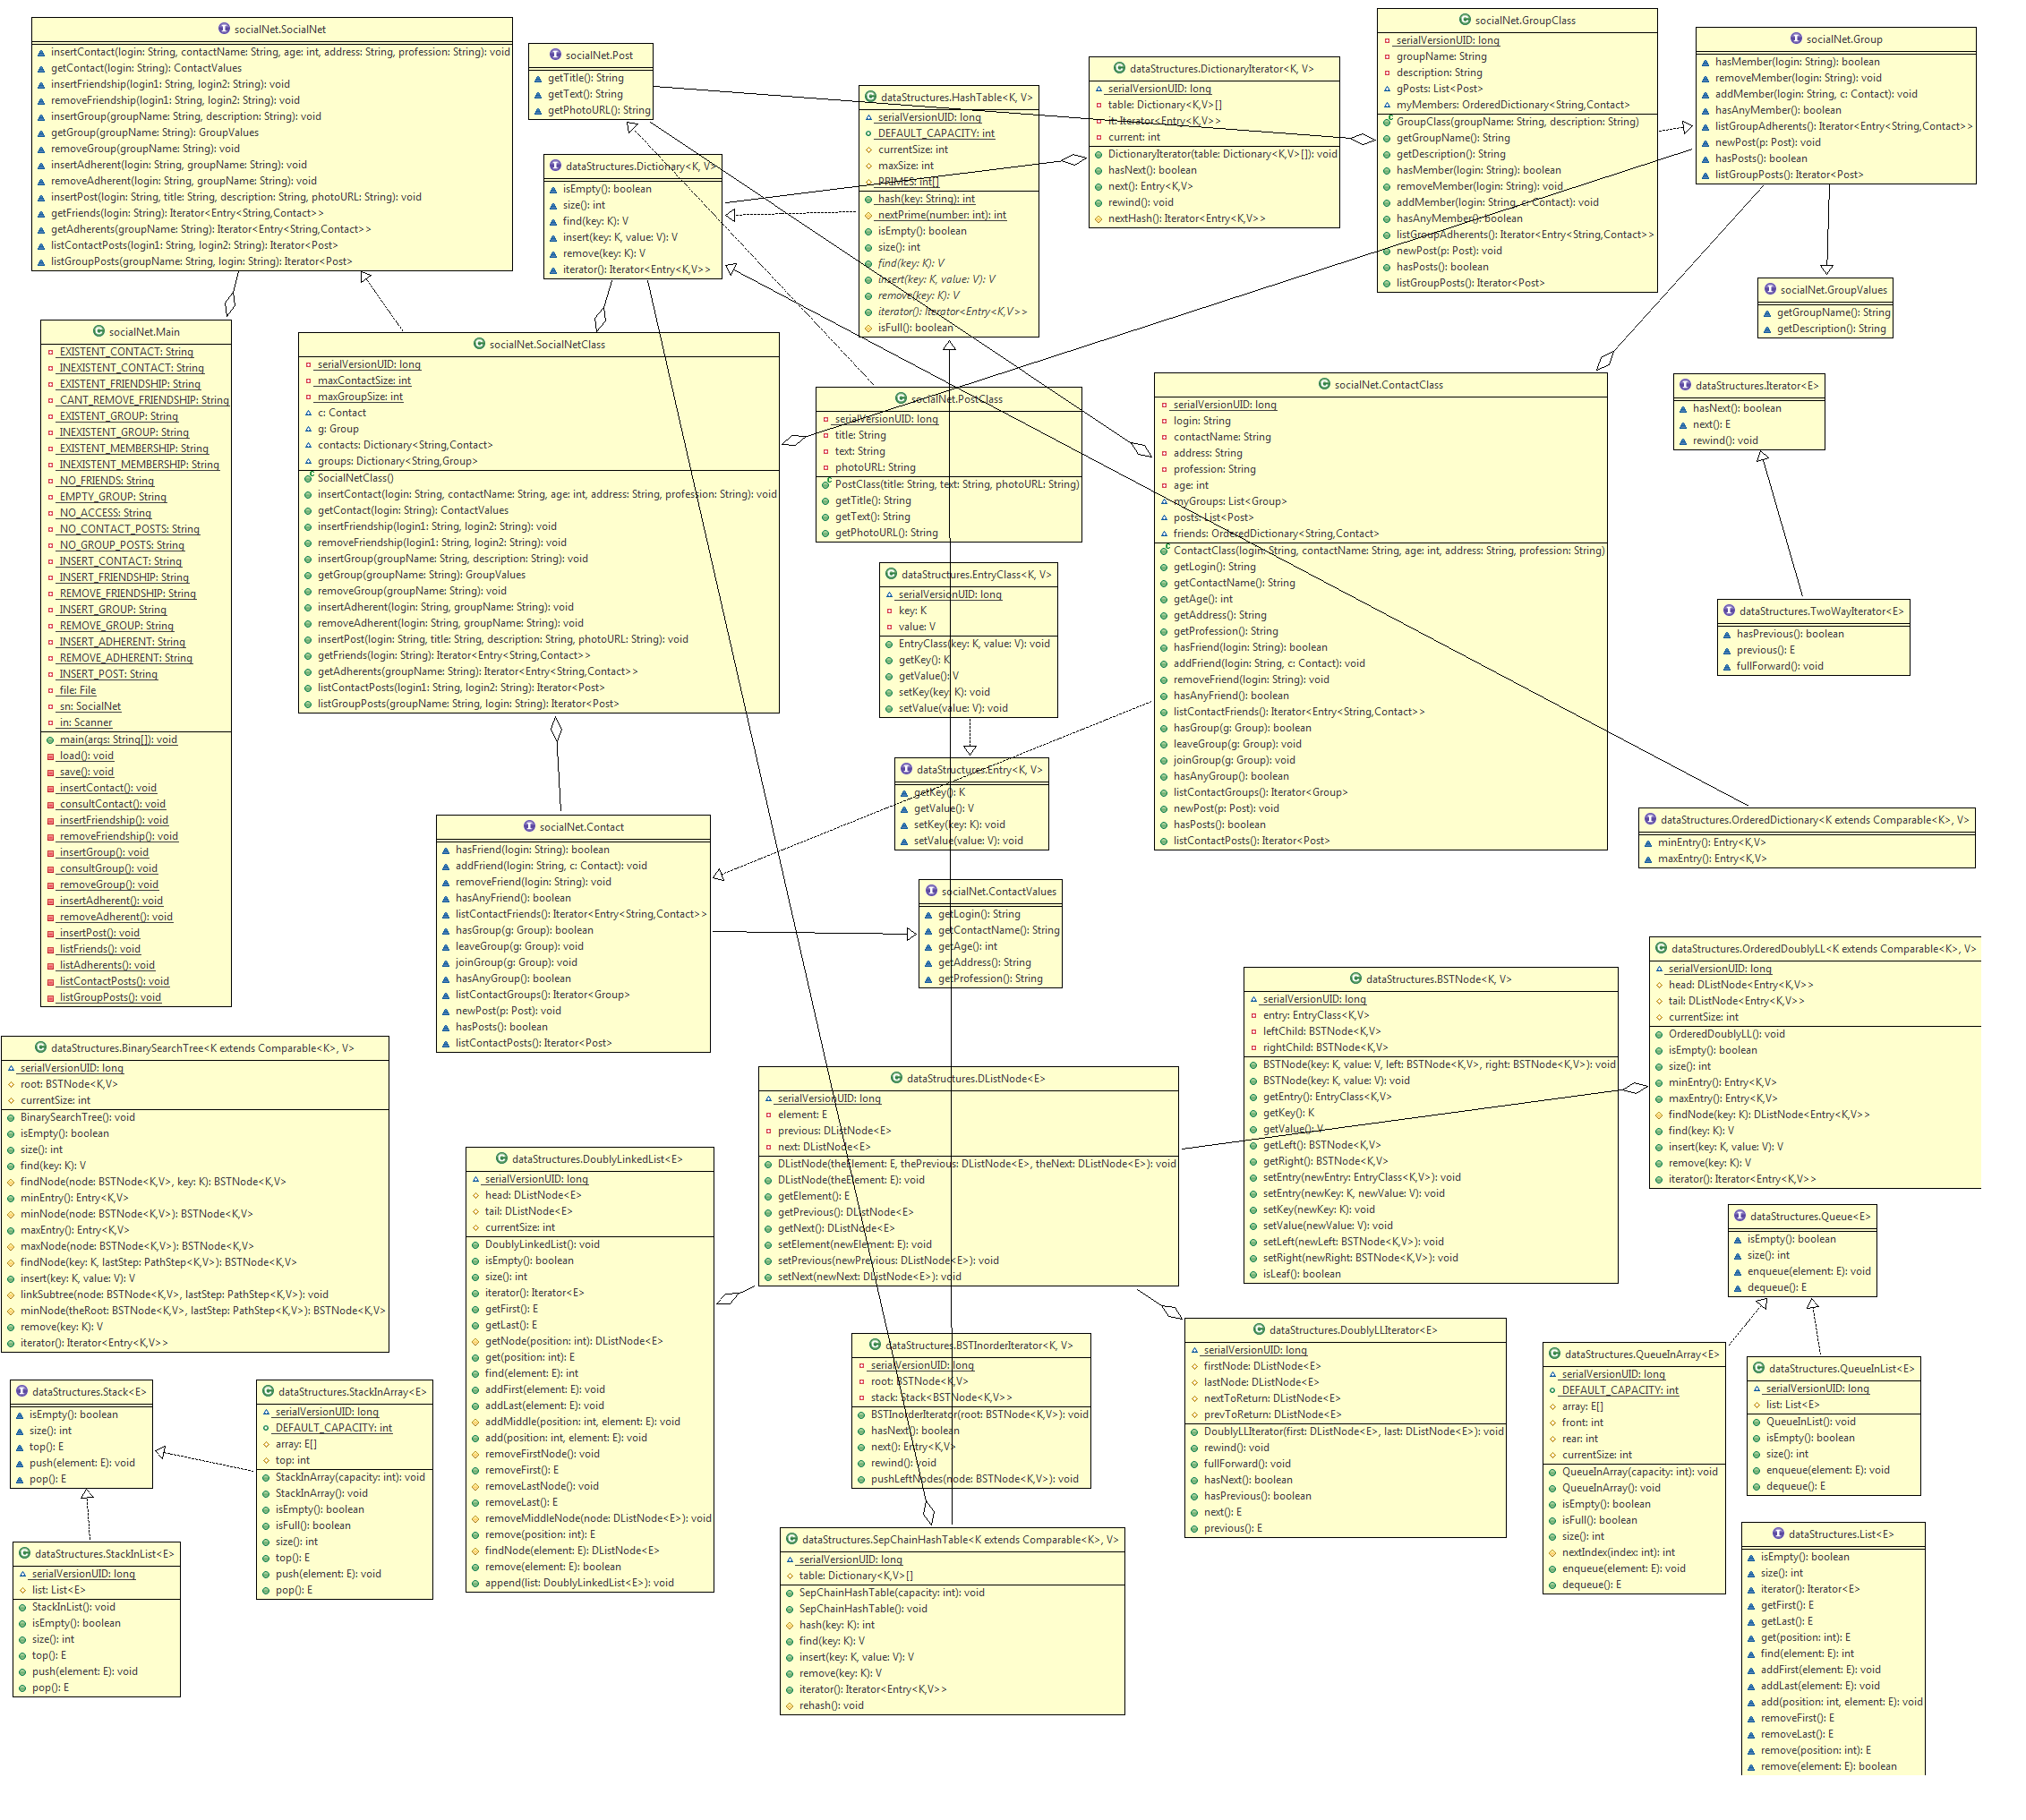 socialNet.SocialNet
insertContact(login: String, contactName: String, age: int, address: String, profession: String): void
getContact(login: String): ContactValues
insertFriendship(login1: String, login2: String): void
removeFriendship(login1: String, login2: String): void
insertGroup(groupName: String, description: String): void
getGroup(groupName: String): GroupValues
removeGroup(groupName: String): void
insertAdherent(login: String, groupName: String): void
removeAdherent(login: String, groupName: String): void
insertPost(login: String, title: String, description: String, photoURL: String): void
getFriends(login: String): Iterator<Entry<String,Contact>>
getAdherents(groupName: String): Iterator<Entry<String,Contact>>
listContactPosts(login1: String, login2: String): Iterator<Post>
listGroupPosts(groupName: String, login: String): Iterator<Post>
socialNet.Post
getTitle(): String
getText(): String
getPhotoURL(): String
dataStructures.Dictionary<K, V>
isEmpty(): boolean
size(): int
find(key: K): V
insert(key: K, value: V): V
remove(key: K): V
iterator(): Iterator<Entry<K,V>>
dataStructures.HashTable<K, V>
serialVersionUID: long
DEFAULT_CAPACITY: int
currentSize: int
maxSize: int
PRIMES: int[]
hash(key: String): int
nextPrime(number: int): int
isEmpty(): boolean
size(): int
find(key: K): V
insert(key: K, value: V): V
remove(key: K): V
iterator(): Iterator<Entry<K,V>>
isFull(): boolean
dataStructures.DictionaryIterator<K, V>
serialVersionUID: long
table: Dictionary<K,V>[]
it: Iterator<Entry<K,V>>
current: int
DictionaryIterator(table: Dictionary<K,V>[]): void
hasNext(): boolean
next(): Entry<K,V>
rewind(): void
nextHash(): Iterator<Entry<K,V>>
socialNet.GroupClass
serialVersionUID: long
groupName: String
description: String
gPosts: List<Post>
myMembers: OrderedDictionary<String,Contact>
GroupClass(groupName: String, description: String)
getGroupName(): String
getDescription(): String
hasMember(login: String): boolean
removeMember(login: String): void
addMember(login: String, c: Contact): void
hasAnyMember(): boolean
listGroupAdherents(): Iterator<Entry<String,Contact>>
newPost(p: Post): void
hasPosts(): boolean
listGroupPosts(): Iterator<Post>
socialNet.Group
hasMember(login: String): boolean
removeMember(login: String): void
addMember(login: String, c: Contact): void
hasAnyMember(): boolean
listGroupAdherents(): Iterator<Entry<String,Contact>>
newPost(p: Post): void
hasPosts(): boolean
listGroupPosts(): Iterator<Post>
socialNet.GroupValues
getGroupName(): String
getDescription(): String
socialNet.Main
EXISTENT_CONTACT: String
INEXISTENT_CONTACT: String
EXISTENT_FRIENDSHIP: String
CANT_REMOVE_FRIENDSHIP: String
EXISTENT_GROUP: String
INEXISTENT_GROUP: String
EXISTENT_MEMBERSHIP: String
INEXISTENT_MEMBERSHIP: String
NO_FRIENDS: String
EMPTY_GROUP: String
NO_ACCESS: String
NO_CONTACT_POSTS: String
NO_GROUP_POSTS: String
INSERT_CONTACT: String
INSERT_FRIENDSHIP: String
REMOVE_FRIENDSHIP: String
INSERT_GROUP: String
REMOVE_GROUP: String
INSERT_ADHERENT: String
REMOVE_ADHERENT: String
INSERT_POST: String
file: File
sn: SocialNet
in: Scanner
main(args: String[]): void
load(): void
save(): void
insertContact(): void
consultContact(): void
insertFriendship(): void
removeFriendship(): void
insertGroup(): void
consultGroup(): void
removeGroup(): void
insertAdherent(): void
removeAdherent(): void
insertPost(): void
listFriends(): void
listAdherents(): void
listContactPosts(): void
listGroupPosts(): void
socialNet.SocialNetClass
serialVersionUID: long
maxContactSize: int
maxGroupSize: int
c: Contact
g: Group
contacts: Dictionary<String,Contact>
groups: Dictionary<String,Group>
SocialNetClass()
insertContact(login: String, contactName: String, age: int, address: String, profession: String): void
getContact(login: String): ContactValues
insertFriendship(login1: String, login2: String): void
removeFriendship(login1: String, login2: String): void
insertGroup(groupName: String, description: String): void
getGroup(groupName: String): GroupValues
removeGroup(groupName: String): void
insertAdherent(login: String, groupName: String): void
removeAdherent(login: String, groupName: String): void
insertPost(login: String, title: String, description: String, photoURL: String): void
getFriends(login: String): Iterator<Entry<String,Contact>>
getAdherents(groupName: String): Iterator<Entry<String,Contact>>
listContactPosts(login1: String, login2: String): Iterator<Post>
listGroupPosts(groupName: String, login: String): Iterator<Post>
socialNet.PostClass
serialVersionUID: long
title: String
text: String
photoURL: String
PostClass(title: String, text: String, photoURL: String)
getTitle(): String
getText(): String
getPhotoURL(): String
socialNet.ContactClass
serialVersionUID: long
login: String
contactName: String
address: String
profession: String
age: int
myGroups: List<Group>
posts: List<Post>
friends: OrderedDictionary<String,Contact>
ContactClass(login: String, contactName: String, age: int, address: String, profession: String)
getLogin(): String
getContactName(): String
getAge(): int
getAddress(): String
getProfession(): String
hasFriend(login: String): boolean
addFriend(login: String, c: Contact): void
removeFriend(login: String): void
hasAnyFriend(): boolean
listContactFriends(): Iterator<Entry<String,Contact>>
hasGroup(g: Group): boolean
leaveGroup(g: Group): void
joinGroup(g: Group): void
hasAnyGroup(): boolean
listContactGroups(): Iterator<Group>
newPost(p: Post): void
hasPosts(): boolean
listContactPosts(): Iterator<Post>
dataStructures.Iterator<E>
hasNext(): boolean
next(): E
rewind(): void
dataStructures.TwoWayIterator<E>
hasPrevious(): boolean
previous(): E
fullForward(): void
dataStructures.EntryClass<K, V>
serialVersionUID: long
key: K
value: V
EntryClass(key: K, value: V): void
getKey(): K
getValue(): V
setKey(key: K): void
setValue(value: V): void
dataStructures.Entry<K, V>
getKey(): K
getValue(): V
setKey(key: K): void
setValue(value: V): void
dataStructures.OrderedDictionary<K extends Comparable<K>, V>
minEntry(): Entry<K,V>
maxEntry(): Entry<K,V>
socialNet.Contact
hasFriend(login: String): boolean
addFriend(login: String, c: Contact): void
removeFriend(login: String): void
hasAnyFriend(): boolean
listContactFriends(): Iterator<Entry<String,Contact>>
hasGroup(g: Group): boolean
leaveGroup(g: Group): void
joinGroup(g: Group): void
hasAnyGroup(): boolean
listContactGroups(): Iterator<Group>
newPost(p: Post): void
hasPosts(): boolean
listContactPosts(): Iterator<Post>
socialNet.ContactValues
getLogin(): String
getContactName(): String
getAge(): int
getAddress(): String
getProfession(): String
dataStructures.BSTNode<K, V>
serialVersionUID: long
entry: EntryClass<K,V>
leftChild: BSTNode<K,V>
rightChild: BSTNode<K,V>
BSTNode(key: K, value: V, left: BSTNode<K,V>, right: BSTNode<K,V>): void
BSTNode(key: K, value: V): void
getEntry(): EntryClass<K,V>
getKey(): K
getValue(): V
getLeft(): BSTNode<K,V>
getRight(): BSTNode<K,V>
setEntry(newEntry: EntryClass<K,V>): void
setEntry(newKey: K, newValue: V): void
setKey(newKey: K): void
setValue(newValue: V): void
setLeft(newLeft: BSTNode<K,V>): void
setRight(newRight: BSTNode<K,V>): void
isLeaf(): boolean
dataStructures.OrderedDoublyLL<K extends Comparable<K>, V>
serialVersionUID: long
head: DListNode<Entry<K,V>>
tail: DListNode<Entry<K,V>>
currentSize: int
OrderedDoublyLL(): void
isEmpty(): boolean
size(): int
minEntry(): Entry<K,V>
maxEntry(): Entry<K,V>
findNode(key: K): DListNode<Entry<K,V>>
find(key: K): V
insert(key: K, value: V): V
remove(key: K): V
iterator(): Iterator<Entry<K,V>>
dataStructures.BinarySearchTree<K extends Comparable<K>, V>
serialVersionUID: long
root: BSTNode<K,V>
currentSize: int
BinarySearchTree(): void
isEmpty(): boolean
size(): int
find(key: K): V
findNode(node: BSTNode<K,V>, key: K): BSTNode<K,V>
minEntry(): Entry<K,V>
minNode(node: BSTNode<K,V>): BSTNode<K,V>
maxEntry(): Entry<K,V>
maxNode(node: BSTNode<K,V>): BSTNode<K,V>
findNode(key: K, lastStep: PathStep<K,V>): BSTNode<K,V>
insert(key: K, value: V): V
linkSubtree(node: BSTNode<K,V>, lastStep: PathStep<K,V>): void
minNode(theRoot: BSTNode<K,V>, lastStep: PathStep<K,V>): BSTNode<K,V>
remove(key: K): V
iterator(): Iterator<Entry<K,V>>
dataStructures.DListNode<E>
serialVersionUID: long
element: E
previous: DListNode<E>
next: DListNode<E>
DListNode(theElement: E, thePrevious: DListNode<E>, theNext: DListNode<E>): void
DListNode(theElement: E): void
getElement(): E
getPrevious(): DListNode<E>
getNext(): DListNode<E>
setElement(newElement: E): void
setPrevious(newPrevious: DListNode<E>): void
setNext(newNext: DListNode<E>): void
dataStructures.DoublyLinkedList<E>
serialVersionUID: long
head: DListNode<E>
tail: DListNode<E>
currentSize: int
DoublyLinkedList(): void
isEmpty(): boolean
size(): int
iterator(): Iterator<E>
getFirst(): E
getLast(): E
getNode(position: int): DListNode<E>
get(position: int): E
find(element: E): int
addFirst(element: E): void
addLast(element: E): void
addMiddle(position: int, element: E): void
add(position: int, element: E): void
removeFirstNode(): void
removeFirst(): E
removeLastNode(): void
removeLast(): E
removeMiddleNode(node: DListNode<E>): void
remove(position: int): E
findNode(element: E): DListNode<E>
remove(element: E): boolean
append(list: DoublyLinkedList<E>): void
dataStructures.Queue<E>
isEmpty(): boolean
size(): int
enqueue(element: E): void
dequeue(): E
dataStructures.BSTInorderIterator<K, V>
serialVersionUID: long
root: BSTNode<K,V>
stack: Stack<BSTNode<K,V>>
BSTInorderIterator(root: BSTNode<K,V>): void
hasNext(): boolean
next(): Entry<K,V>
rewind(): void
pushLeftNodes(node: BSTNode<K,V>): void
dataStructures.DoublyLLIterator<E>
serialVersionUID: long
firstNode: DListNode<E>
lastNode: DListNode<E>
nextToReturn: DListNode<E>
prevToReturn: DListNode<E>
DoublyLLIterator(first: DListNode<E>, last: DListNode<E>): void
rewind(): void
fullForward(): void
hasNext(): boolean
hasPrevious(): boolean
next(): E
previous(): E
dataStructures.QueueInArray<E>
serialVersionUID: long
DEFAULT_CAPACITY: int
array: E[]
front: int
rear: int
currentSize: int
QueueInArray(capacity: int): void
QueueInArray(): void
isEmpty(): boolean
isFull(): boolean
size(): int
nextIndex(index: int): int
enqueue(element: E): void
dequeue(): E
dataStructures.QueueInList<E>
serialVersionUID: long
list: List<E>
QueueInList(): void
isEmpty(): boolean
size(): int
enqueue(element: E): void
dequeue(): E
dataStructures.Stack<E>
isEmpty(): boolean
size(): int
top(): E
push(element: E): void
pop(): E
dataStructures.StackInArray<E>
serialVersionUID: long
DEFAULT_CAPACITY: int
array: E[]
top: int
StackInArray(capacity: int): void
StackInArray(): void
isEmpty(): boolean
isFull(): boolean
size(): int
top(): E
push(element: E): void
pop(): E
dataStructures.StackInList<E>
serialVersionUID: long
list: List<E>
StackInList(): void
isEmpty(): boolean
size(): int
top(): E
push(element: E): void
pop(): E
dataStructures.SepChainHashTable<K extends Comparable<K>, V>
serialVersionUID: long
table: Dictionary<K,V>[]
SepChainHashTable(capacity: int): void
SepChainHashTable(): void
hash(key: K): int
find(key: K): V
insert(key: K, value: V): V
remove(key: K): V
iterator(): Iterator<Entry<K,V>>
rehash(): void
dataStructures.List<E>
isEmpty(): boolean
size(): int
iterator(): Iterator<E>
getFirst(): E
getLast(): E
get(position: int): E
find(element: E): int
addFirst(element: E): void
addLast(element: E): void
add(position: int, element: E): void
removeFirst(): E
removeLast(): E
remove(position: int): E
remove(element: E): boolean